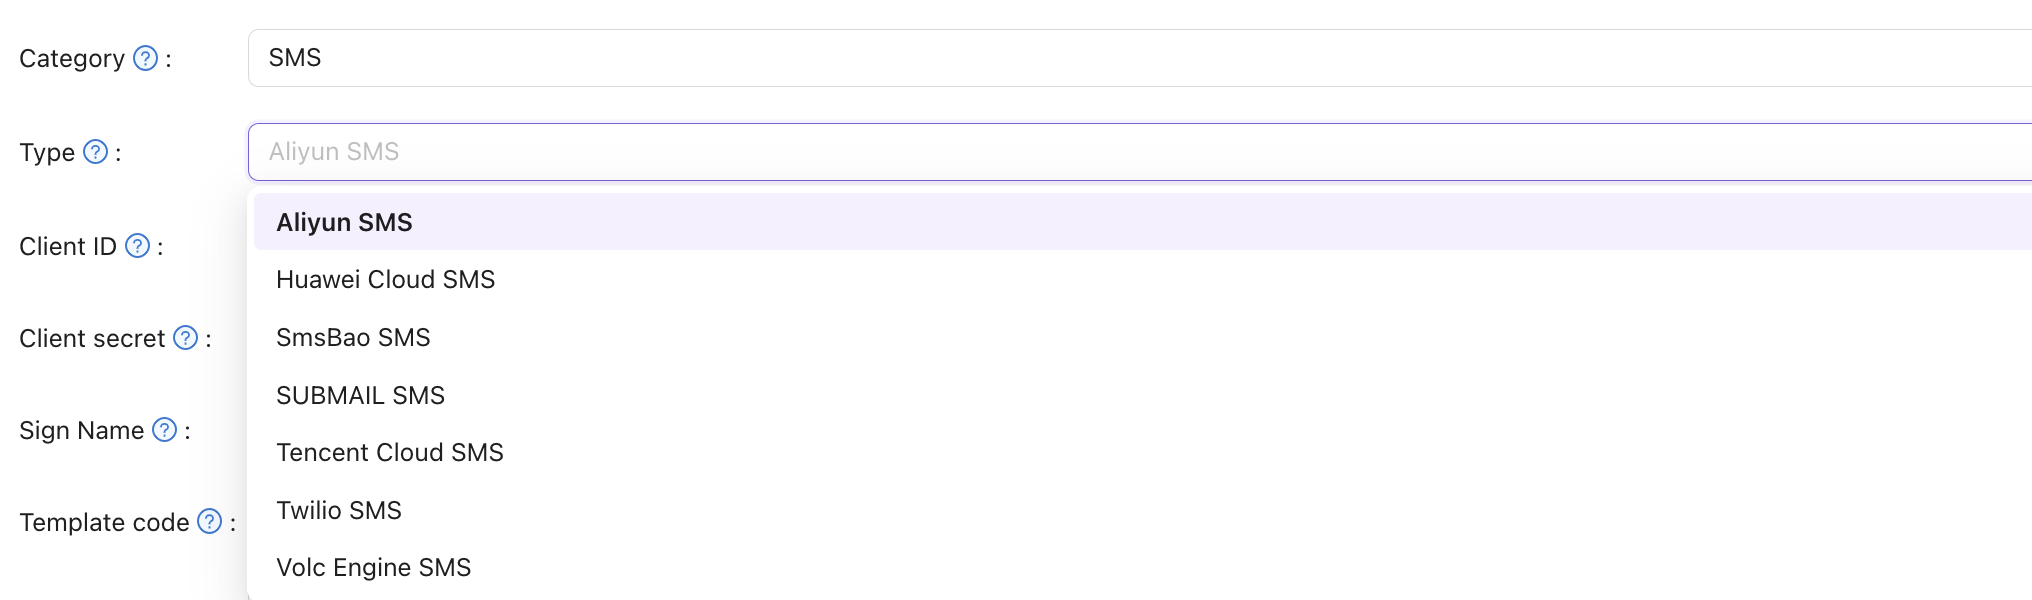 Category ? : SMS
Type ? : Aliyun SMS
Aliyun SMS
Client ID ? :
Huawei Cloud SMS
SmsBao SMS
Client secret ? :
SUBMAIL SMS
Sign Name ? :
Tencent Cloud SMS
Twilio SMS
Template code ? :
Volc Engine SMS